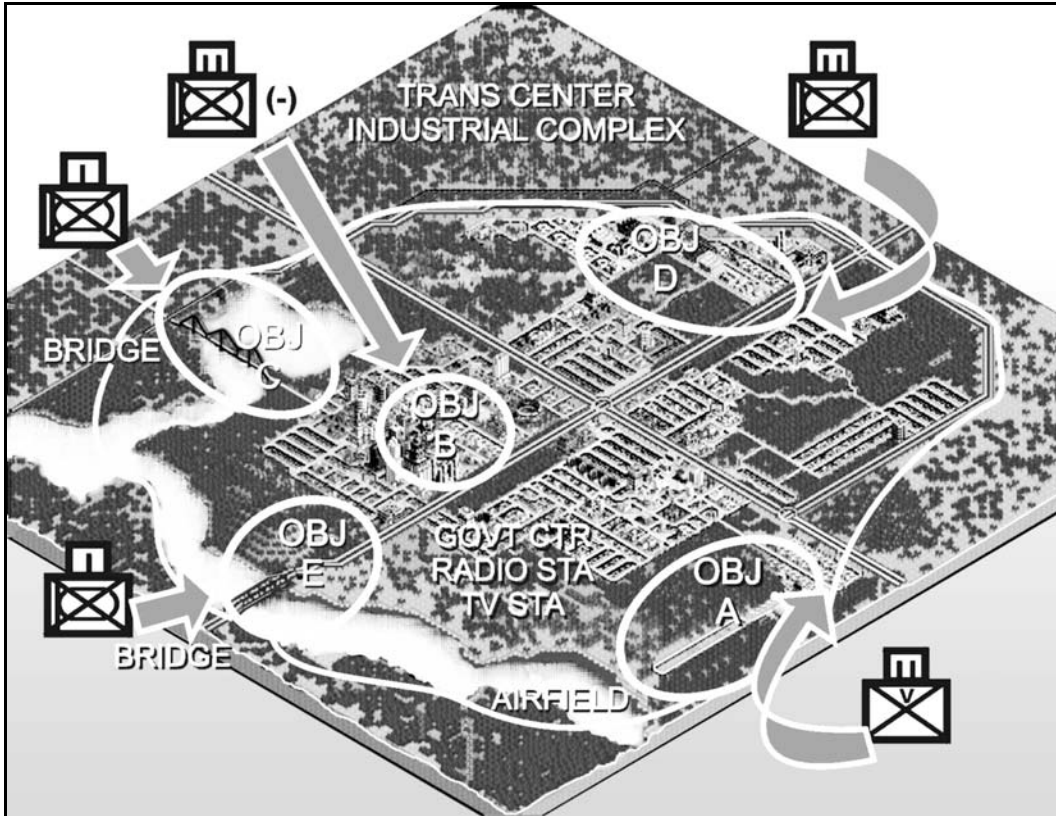 (-)
TRANS CENTER
INDUSTRIAL COMPLEX
OBJ
D
BRIDGE
OBJ
C
OBJ
B
OBJ
E
GOVT CTR
RADIO STA
TV STA
OBJ
A
BRIDGE
AIRFIELD
V